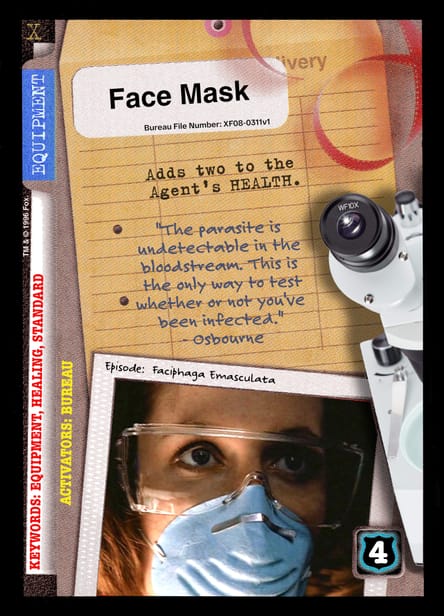 X
EQUIPMENT
TM & © 1996 Fox.
KEYWORDS: EQUIPMENT, HEALING, STANDARD
ACTIVATORS: BUREAU
livery
Face Mask
Bureau File Number: XF08-0311v1
Adds two to the
Agent's HEALTH.
"The parasite is
undetectable in the
bloodstream. This is
the only way to test
whether or not you've
been infected."
- Osbourne
WF10X
Episode: Faciphaga Emasculata
4